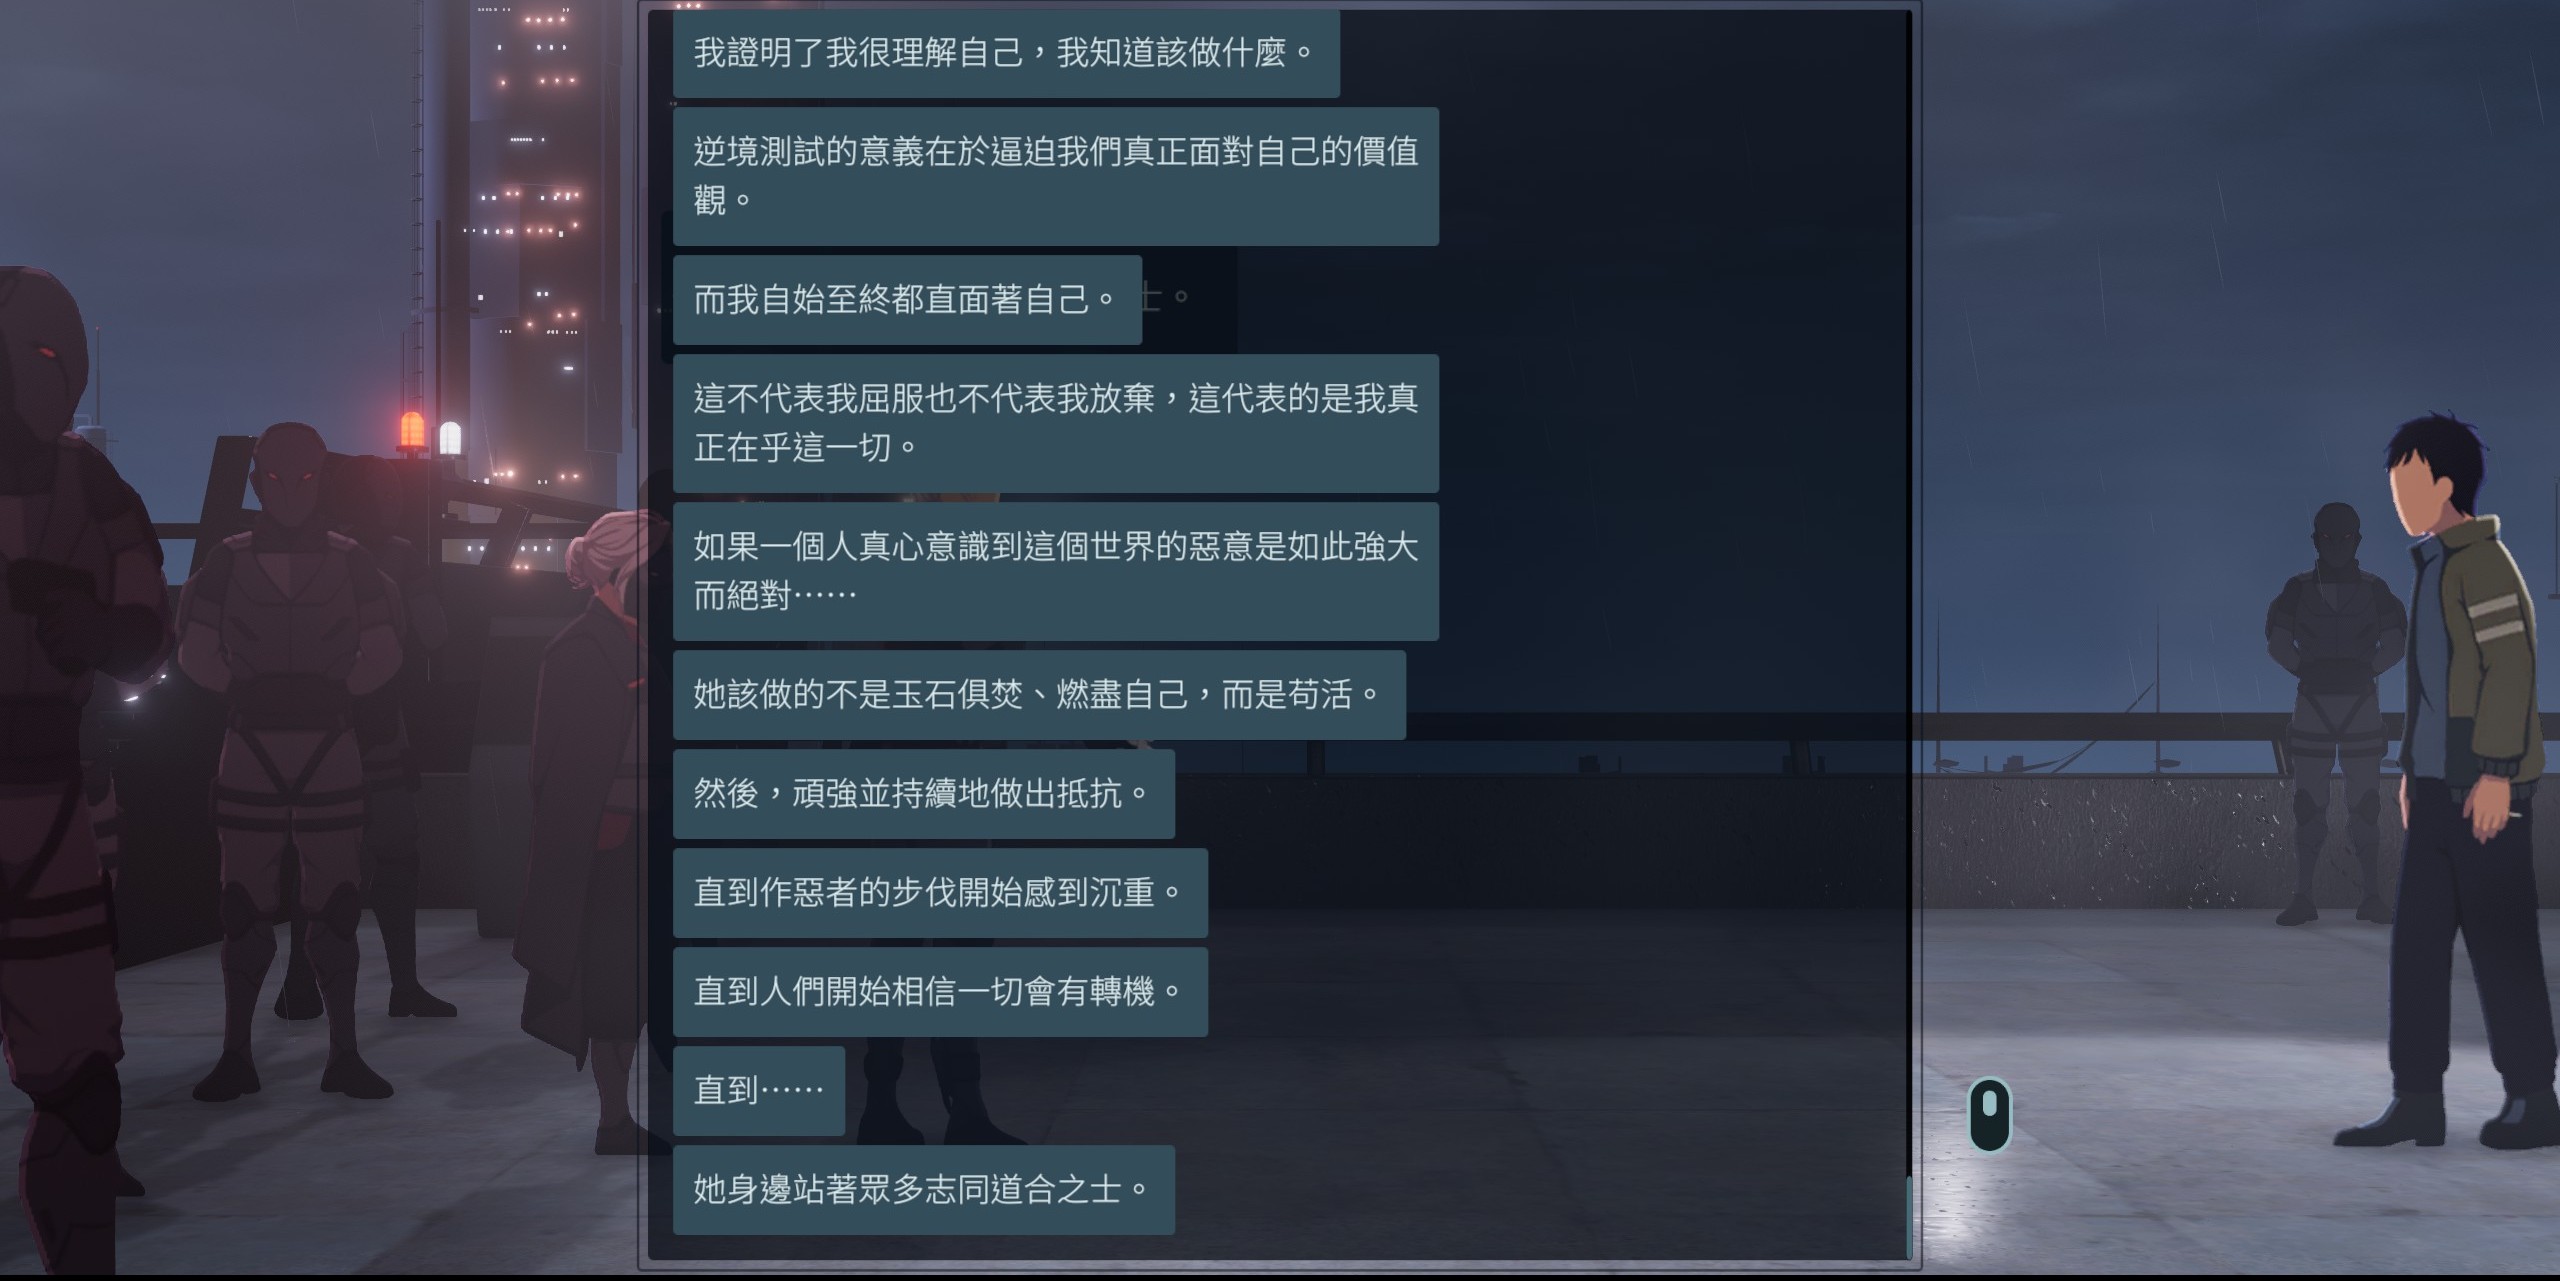 我證明了我很理解自己，我知道該做什麼。
逆境測試的意義在於逼迫我們真正面對自己的價值
觀。
而我自始至終都直面著自己。
士。
這不代表我屈服也不代表我放棄，這代表的是我真
正在乎這一切。
如果一個人真心意識到這個世界的惡意是如此強大
而絕對……
她該做的不是玉石俱焚、燃盡自己，而是苟活。
然後，頑強並持續地做出抵抗。
直到作惡者的步伐開始感到沉重。
直到人們開始相信一切會有轉機。
直到……
她身邊站著眾多志同道合之士。